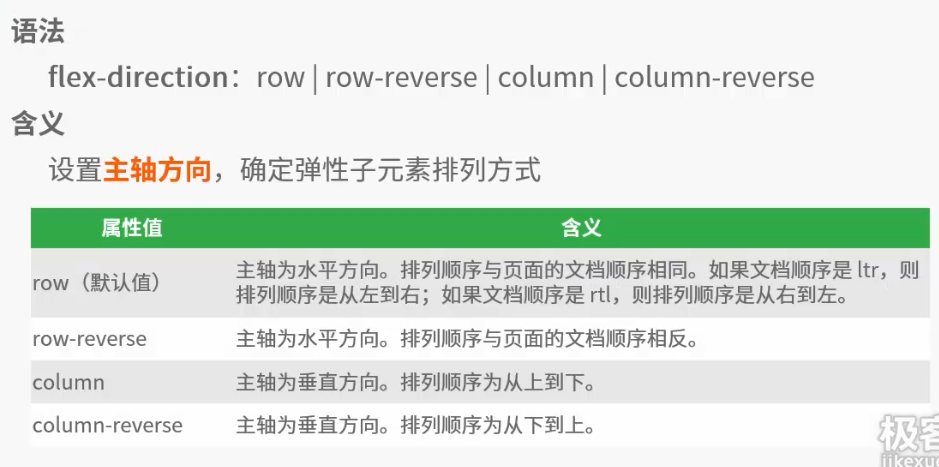 语法
flex-direction：row | row-reverse | column | column-reverse
含义
设置主轴方向，确定弹性子元素排列方式
属性值 含义
row（默认值） 主轴为水平方向。排列顺序与页面的文档顺序相同。如果文档顺序是 ltr，则
排列顺序是从左到右；如果文档顺序是 rtl，则排列顺序是从右到左。
row-reverse 主轴为水平方向。排列顺序与页面的文档顺序相反。
column 主轴为垂直方向。排列顺序为从上到下。
column-reverse 主轴为垂直方向。排列顺序为从下到上。
极客